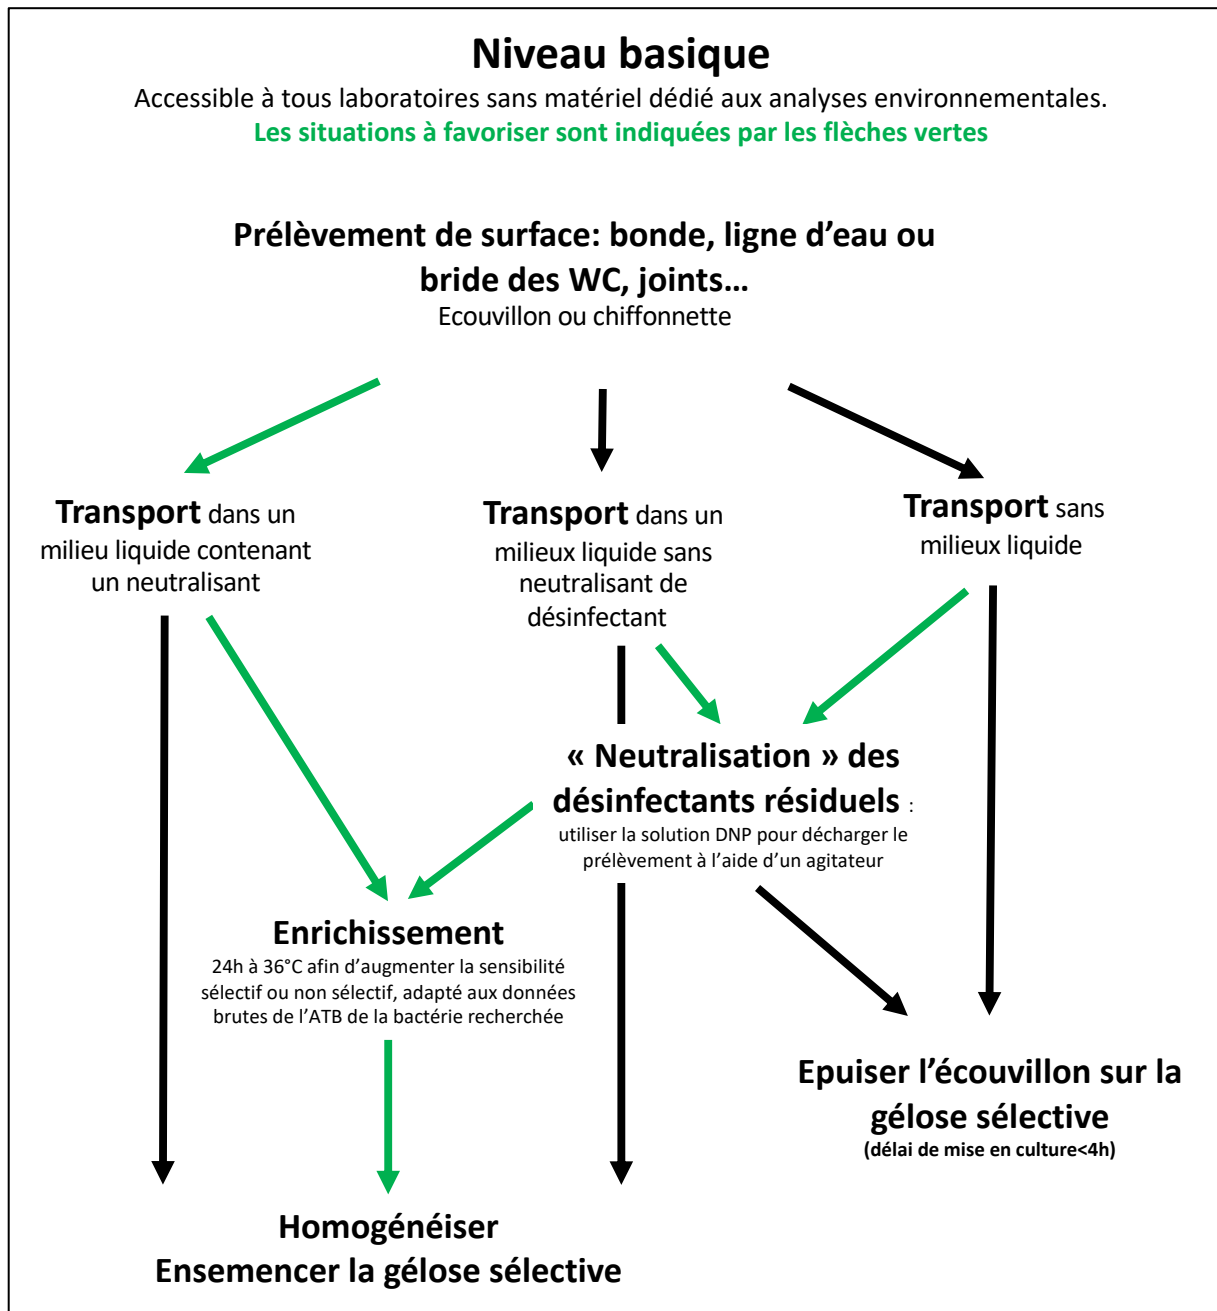 Niveau basique
Accessible à tous laboratoires sans matériel dédié aux analyses environnementales.
Les situations à favoriser sont indiquées par les flèches vertes
Prélèvement de surface: bonde, ligne d’eau ou
bride des WC, joints…
Ecouvillon ou chiffonnette
Transport dans un
milieu liquide contenant
un neutralisant
Transport dans un
milieux liquide sans
neutralisant de
désinfectant
Transport sans
milieux liquide
« Neutralisation » des
désinfectants résiduels :
utiliser la solution DNP pour décharger le
prélèvement à l’aide d’un agitateur
Enrichissement
24h à 36°C afin d’augmenter la sensibilité
sélectif ou non sélectif, adapté aux données
brutes de l’ATB de la bactérie recherchée
Epuiser l’écouvillon sur la
gélose sélective
(délai de mise en culture<4h)
Homogénéiser
Ensemencer la gélose sélective